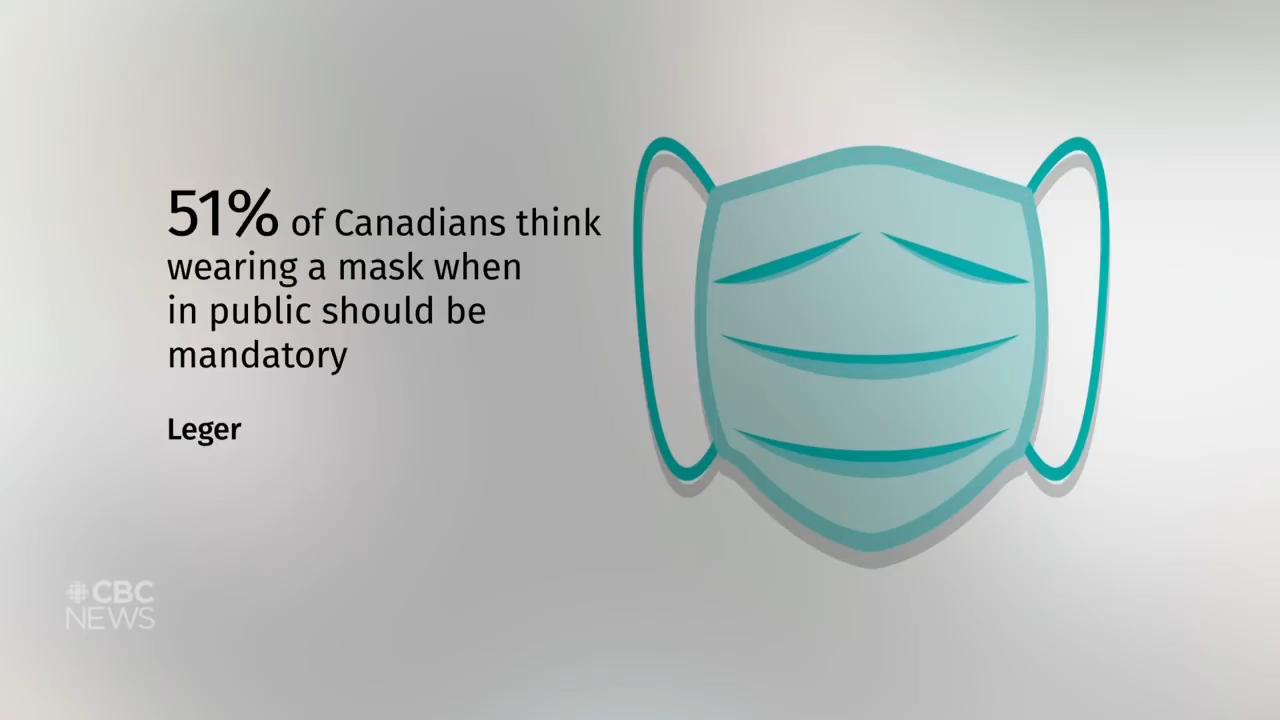 51% of Canadians think
wearing a mask when
in public should be
mandatory
Leger
CBC
NEWS